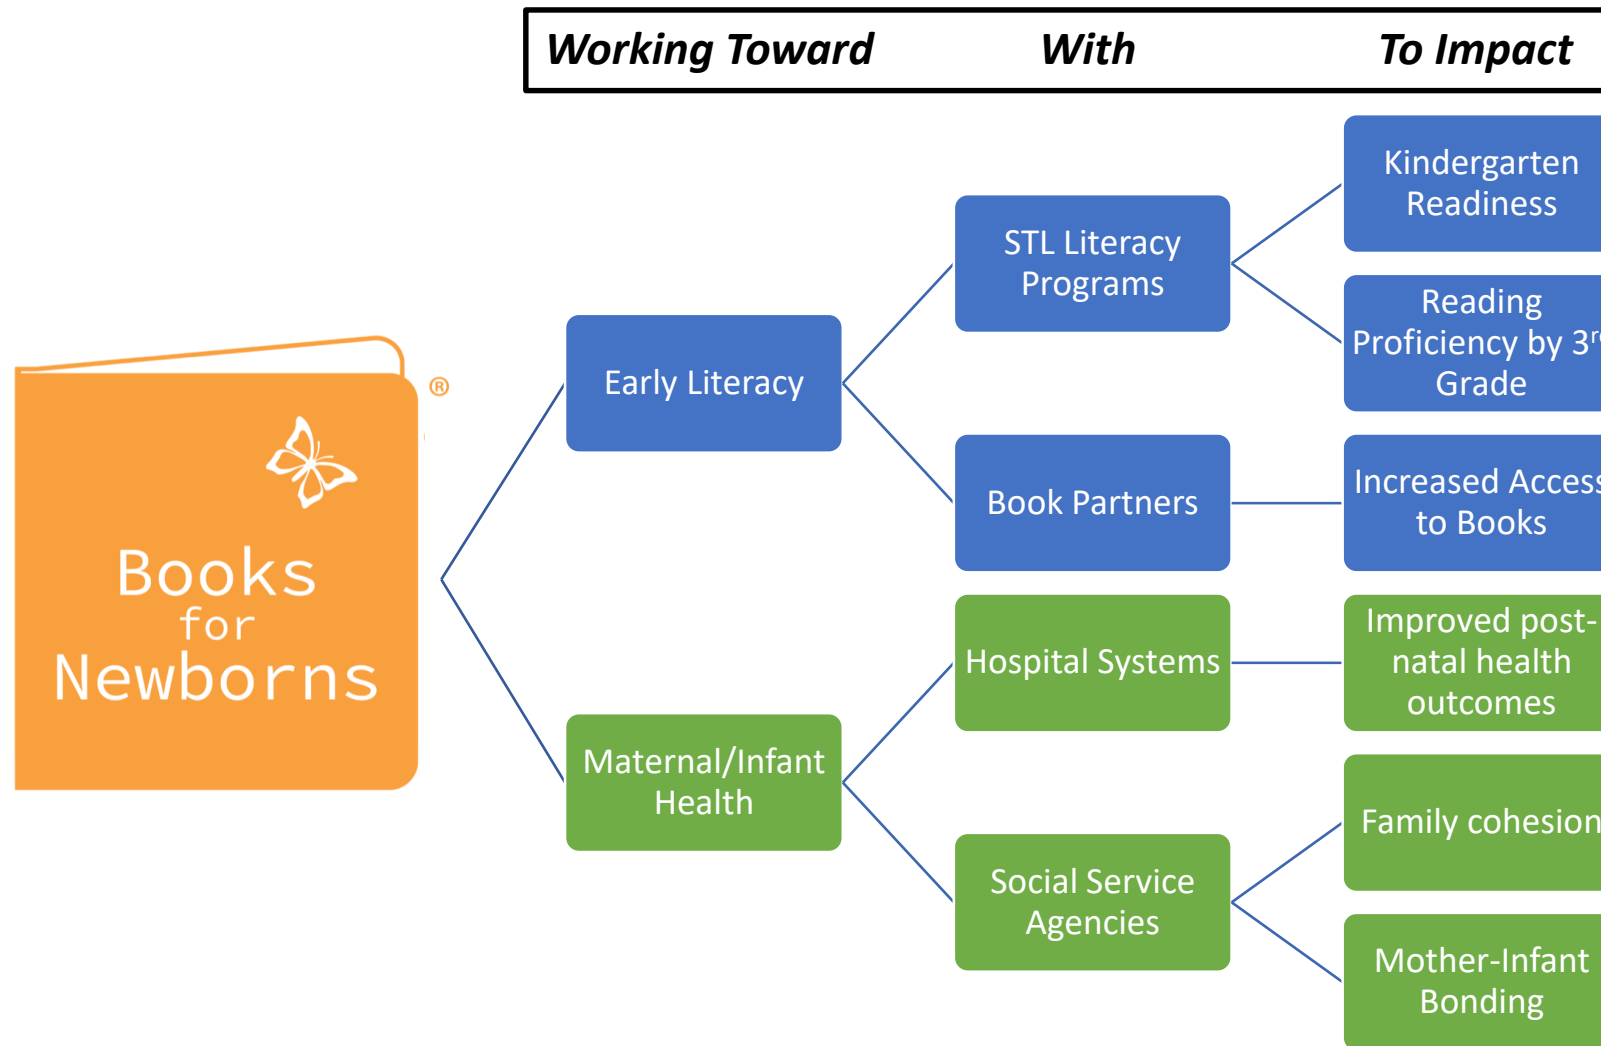 Working Toward With To Impact
Books
for
Newborns
®
Early Literacy
Maternal/Infant
Health
STL Literacy
Programs
Book Partners
Hospital Systems
Social Service
Agencies
Kindergarten
Readiness
Reading
Proficiency by 3rd
Grade
Increased Access
to Books
Improved post-
natal health
outcomes
Family cohesion
Mother-Infant
Bonding